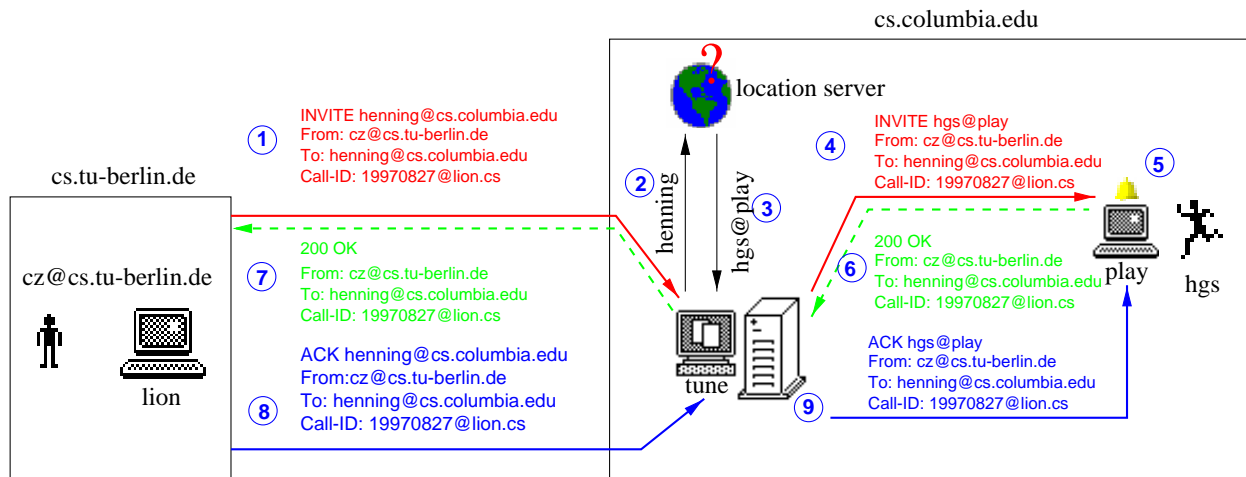 cs.columbia.edu
?
location server
1
INVITE henning@cs.columbia.edu
From: cz@cs.tu-berlin.de
To: henning@cs.columbia.edu
Call-ID: 19970827@lion.cs
4
INVITE hgs@play
From: cz@cs.tu-berlin.de
To: henning@cs.columbia.edu
Call-ID: 19970827@lion.cs
5
cs.tu-berlin.de
2
henning
3
hgs@play
cz@cs.tu-berlin.de
lion
7
200 OK
From: cz@cs.tu-berlin.de
To: henning@cs.columbia.edu
Call-ID: 19970827@lion.cs
6
200 OK
From: cz@cs.tu-berlin.de
To: henning@cs.columbia.edu
Call-ID: 19970827@lion.cs
play
hgs
8
ACK henning@cs.columbia.edu
From:cz@cs.tu-berlin.de
To: henning@cs.columbia.edu
Call-ID: 19970827@lion.cs
tune
9
ACK hgs@play
From: cz@cs.tu-berlin.de
To: henning@cs.columbia.edu
Call-ID: 19970827@lion.cs